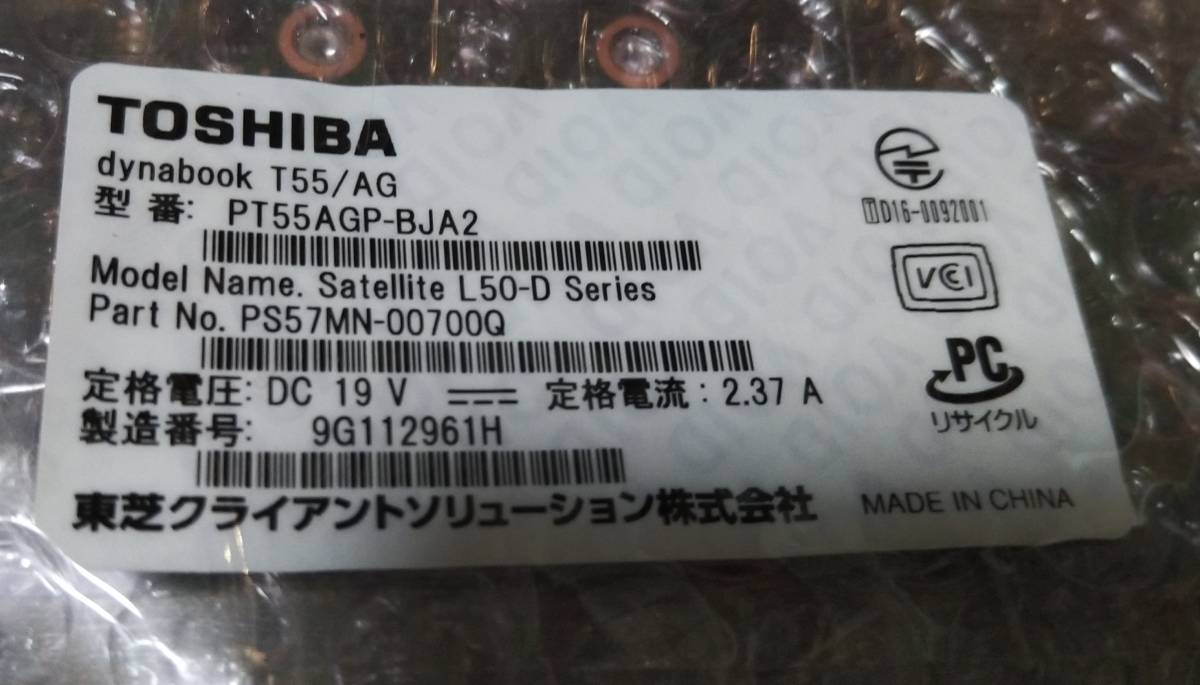 TOSHIBA
dynabook T55/AG
型 番: PT55AGP-BJA2
Model Name. Satellite L50-D Series
Part No. PS57MN-00700Q
定格電圧: DC 19 V ⎓ 定格電流: 2.37 A
製造番号: 9G112961H
東芝クライアントソリューション株式会社
MADE IN CHINA
T D16-0092001
VCCI
PC
リサイクル